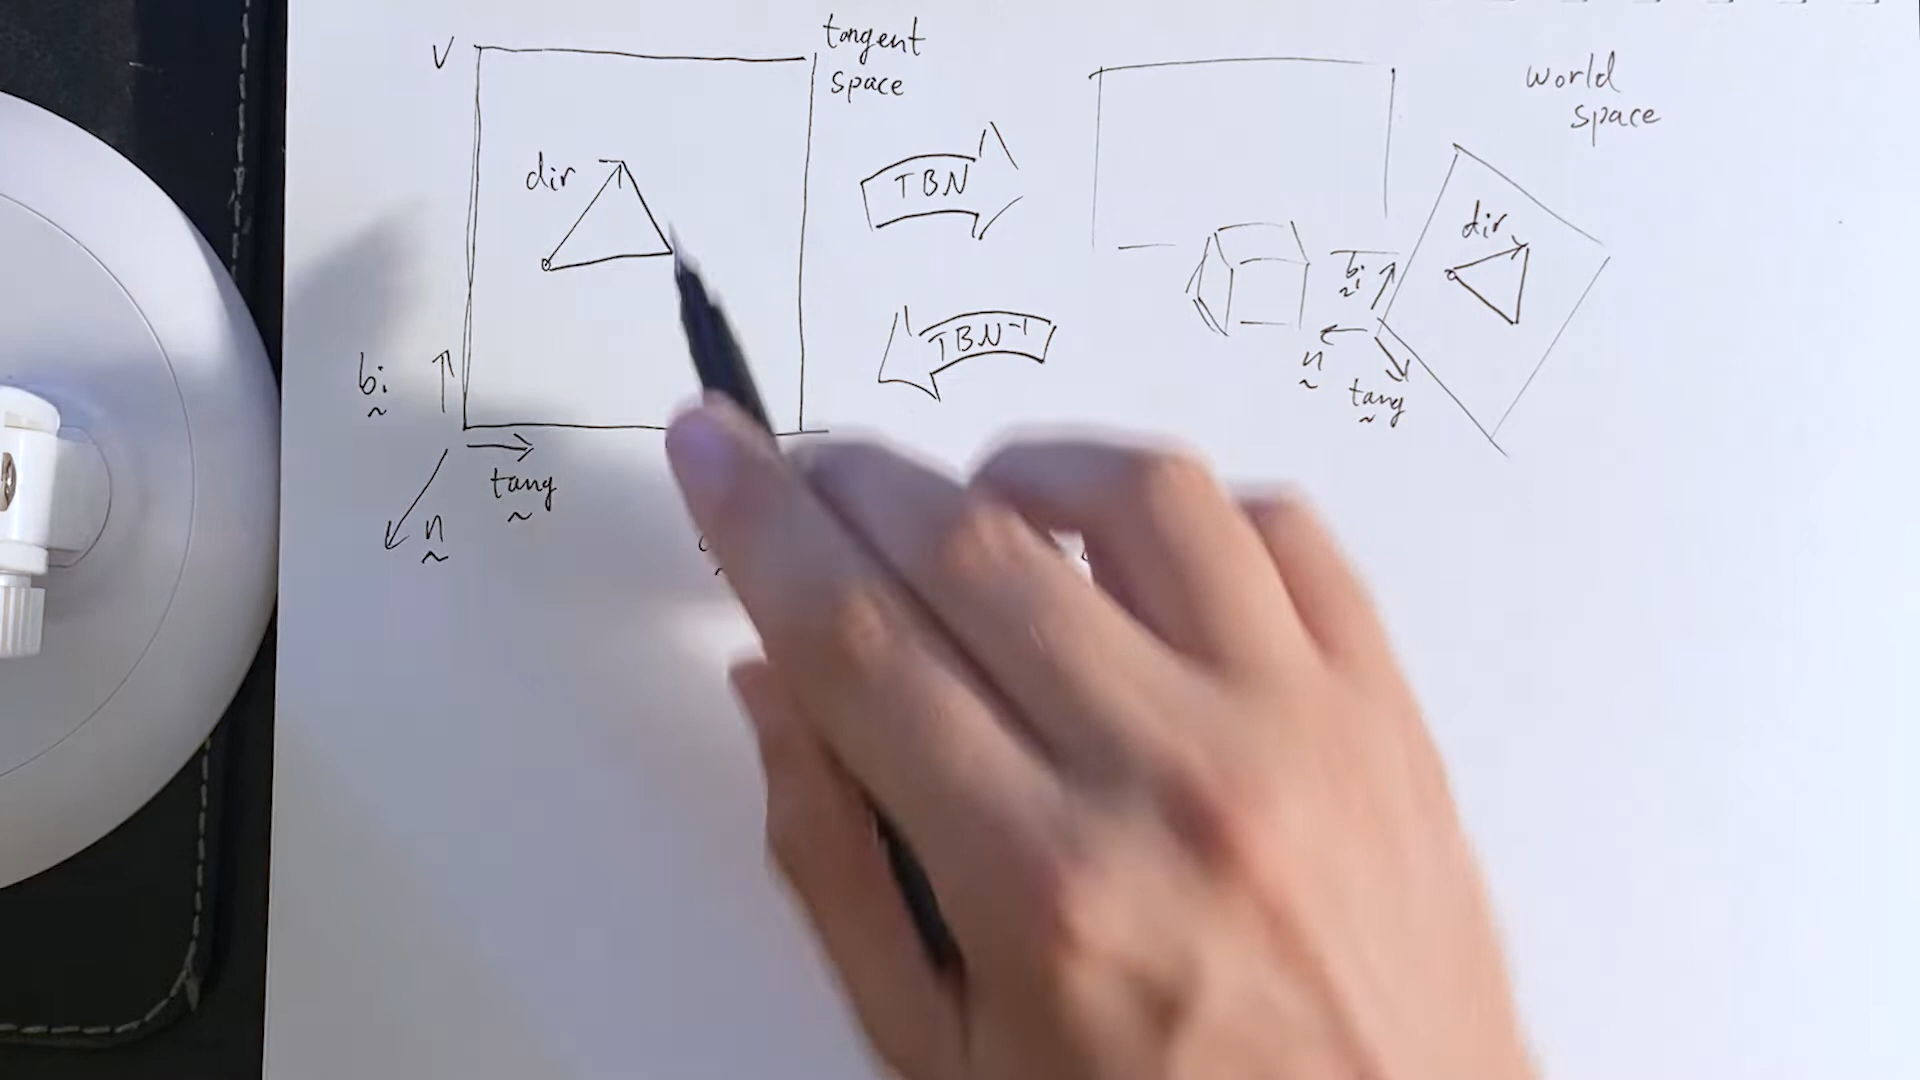 V
tangent
space
dir
bi
tang
n
TBN
TBN⁻¹
world
space
dir
bi
n
tang